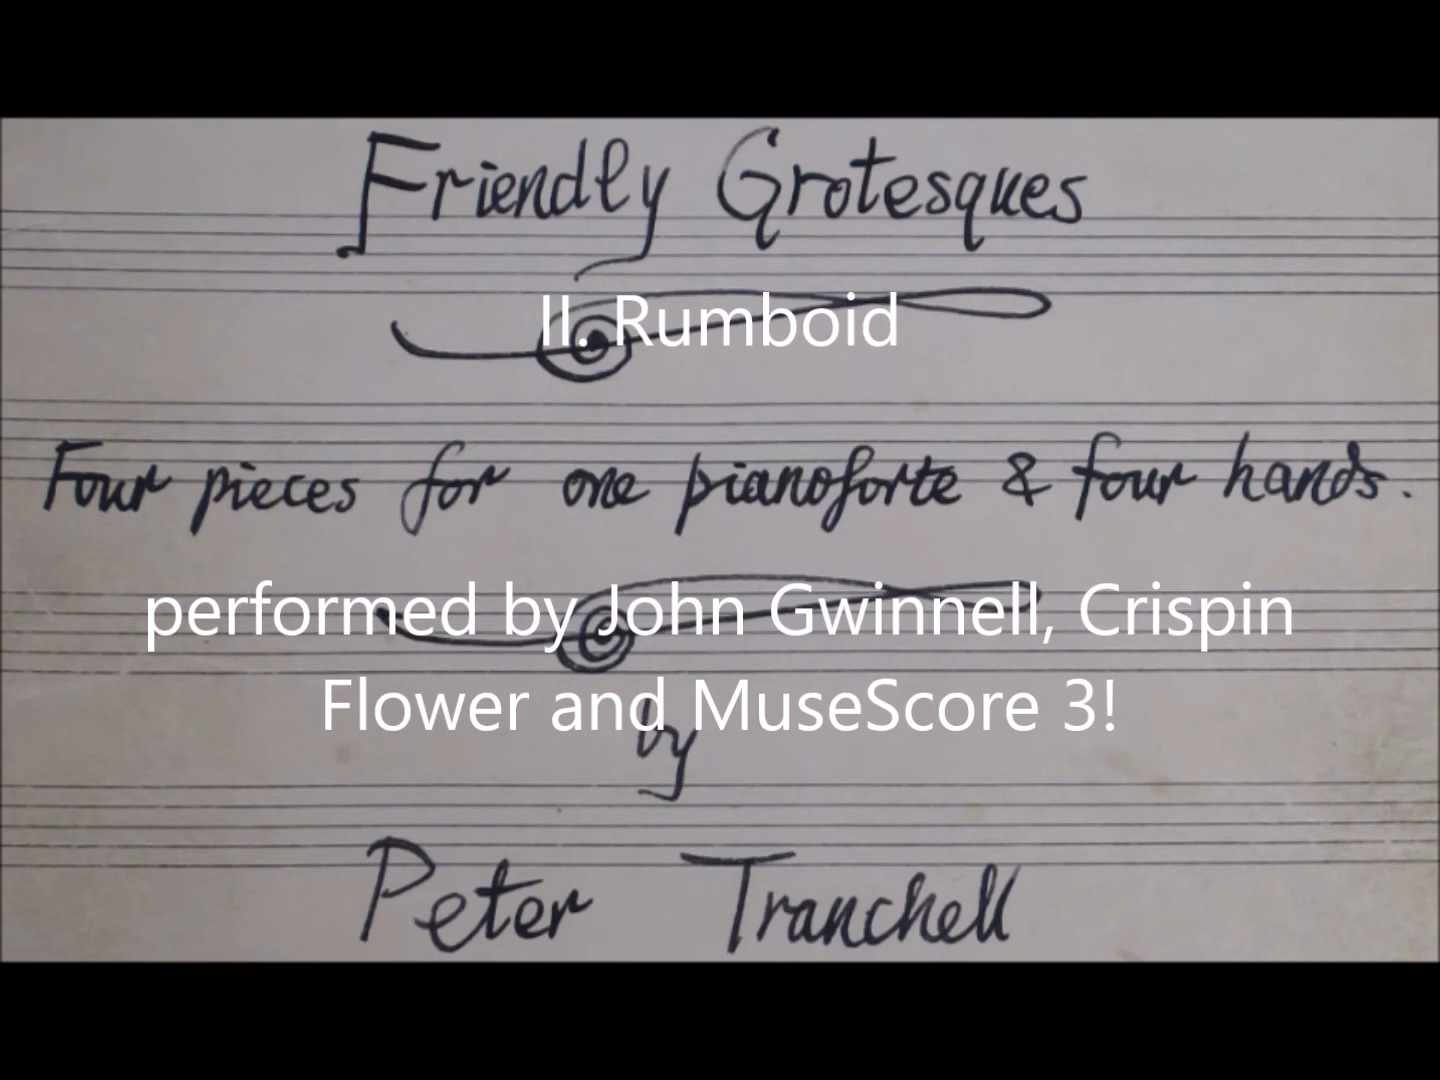 Friendly Grotesques
II. Rumboid
Four pieces for one pianoforte & four hands.
performed by John Gwinnell, Crispin
Flower and MuseScore 3!
by
Peter Tranchell